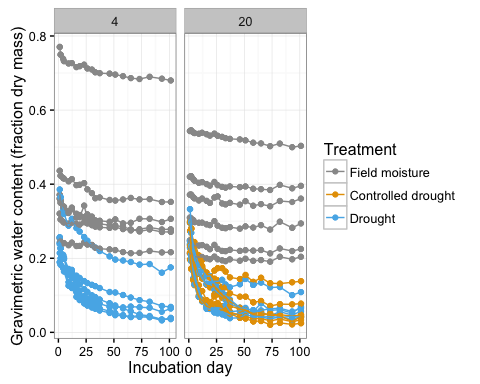 4 20
Gravimetric water content (fraction dry mass)
0.8
0.6
0.4
0.2
0.0
0 25 50 75 100 0 25 50 75 100
Incubation day
Treatment
Field moisture
Controlled drought
Drought